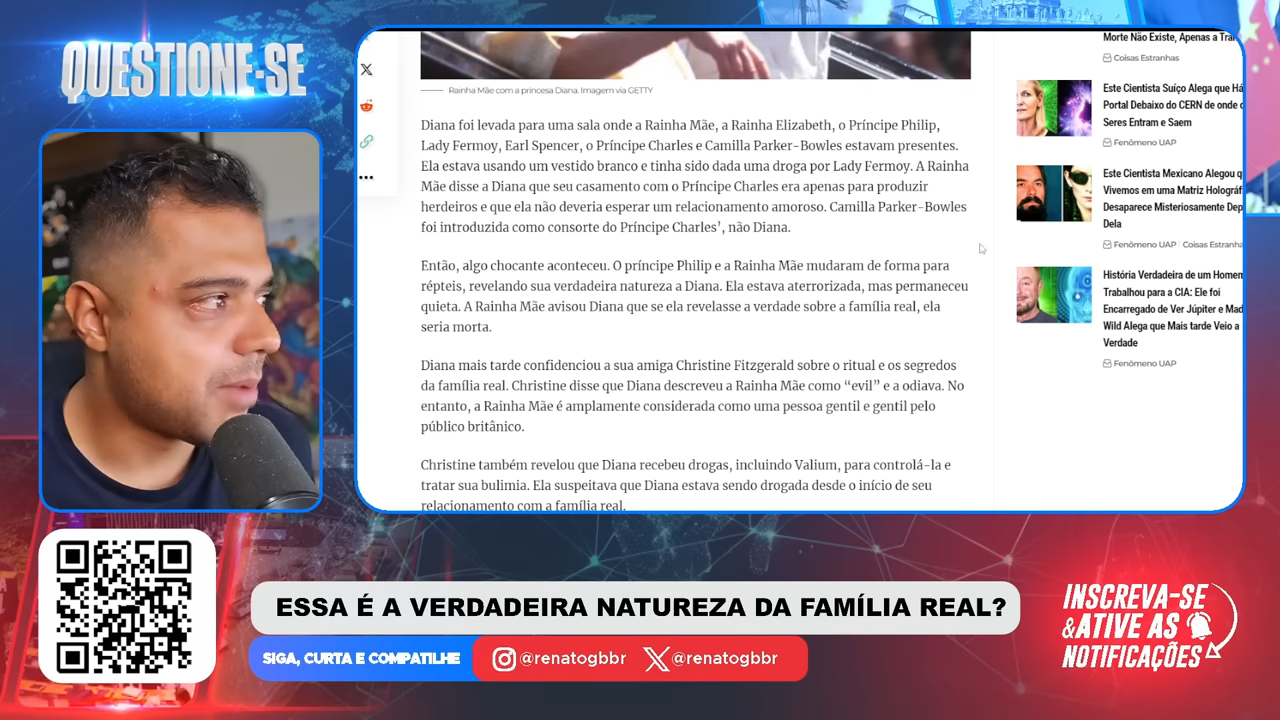 QUESTIONE-SE
Rainha Mãe com a princesa Diana. Imagem via GETTY
Diana foi levada para uma sala onde a Rainha Mãe, a Rainha Elizabeth, o Príncipe Philip,
Lady Fermoy, Earl Spencer, o Príncipe Charles e Camilla Parker-Bowles estavam presentes.
Ela estava usando um vestido branco e tinha sido dada uma droga por Lady Fermoy. A Rainha
Mãe disse a Diana que seu casamento com o Príncipe Charles era apenas para produzir
herdeiros e que ela não deveria esperar um relacionamento amoroso. Camilla Parker-Bowles
foi introduzida como consorte do Príncipe Charles’, não Diana.
Então, algo chocante aconteceu. O príncipe Philip e a Rainha Mãe mudaram de forma para
répteis, revelando sua verdadeira natureza a Diana. Ela estava aterrorizada, mas permaneceu
quieta. A Rainha Mãe avisou Diana que se ela revelasse a verdade sobre a família real, ela
seria morta.
Diana mais tarde confidenciou a sua amiga Christine Fitzgerald sobre o ritual e os segredos
da família real. Christine disse que Diana descreveu a Rainha Mãe como “evil” e a odiava. No
entanto, a Rainha Mãe é amplamente considerada como uma pessoa gentil e gentil pelo
público britânico.
Christine também revelou que Diana recebeu drogas, incluindo Valium, para controlá-la e
tratar sua bulimia. Ela suspeitava que Diana estava sendo drogada desde o início de seu
relacionamento com a família real.
Morte Não Existe, Apenas a
Coisas Estranhas
Este Cientista Suíço Alega que Há
Portal Debaixo do CERN de onde
Seres Entram e Saem
Fenômeno UAP
Este Cientista Mexicano Alegou
Vivemos em uma Matriz
Desaparece Misteriosamente
Dela
Fenômeno UAP Coisas
História Verdadeira de um
Trabalhou para a CIA: Ele foi
Encarregado de Ver Júpiter e
Wild Alega que Mais tarde Veio a
Verdade
Fenômeno UAP
ESSA É A VERDADEIRA NATUREZA DA FAMÍLIA REAL?
SIGA, CURTA E COMPATILHE
@renatogbbr
@renatogbbr
INSCREVA-SE
&ATIVE AS
NOTIFICAÇÕES